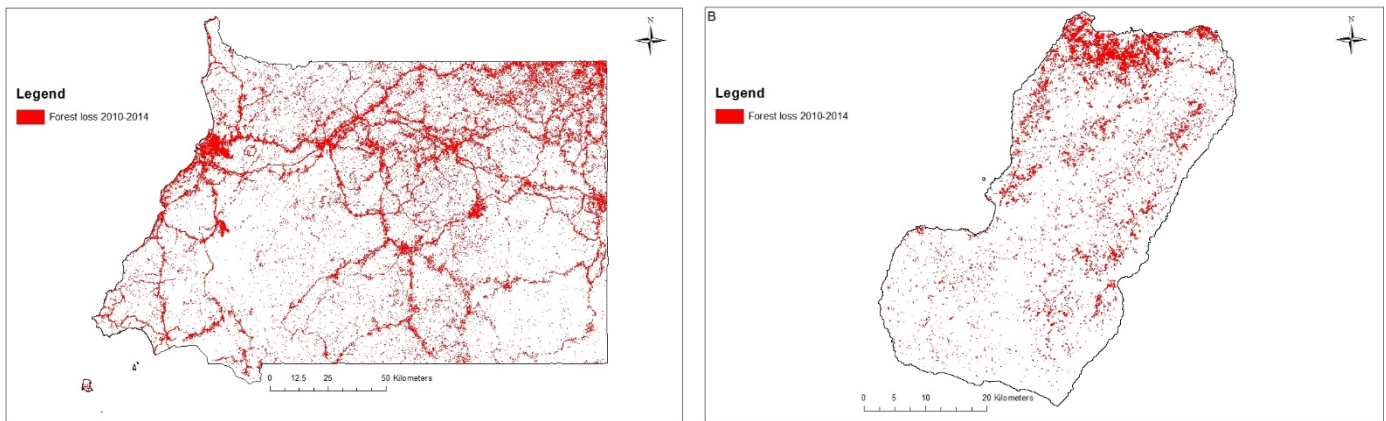 N
Legend
Forest loss 2010-2014
0 12.5 25 50 Kilometers
B
N
Legend
Forest loss 2010-2014
0 5 10 20 Kilometers